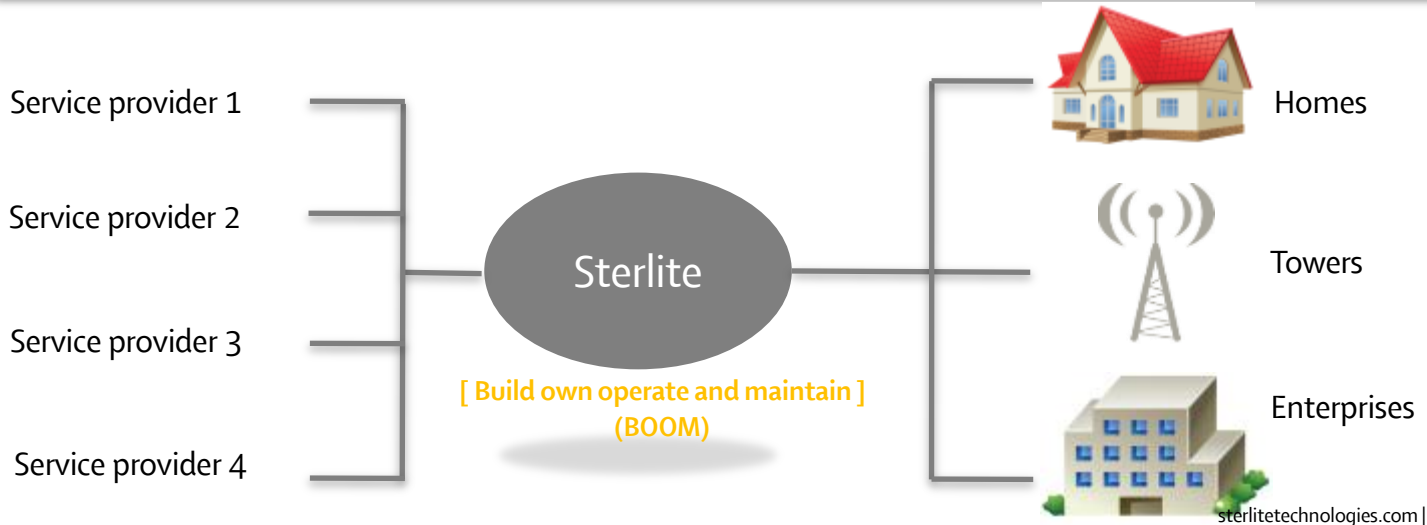 Service provider 1
Service provider 2
Service provider 3
Service provider 4
Sterlite
[ Build own operate and maintain ]
(BOOM)
Homes
Towers
Enterprises
sterlitetechnologies.com |